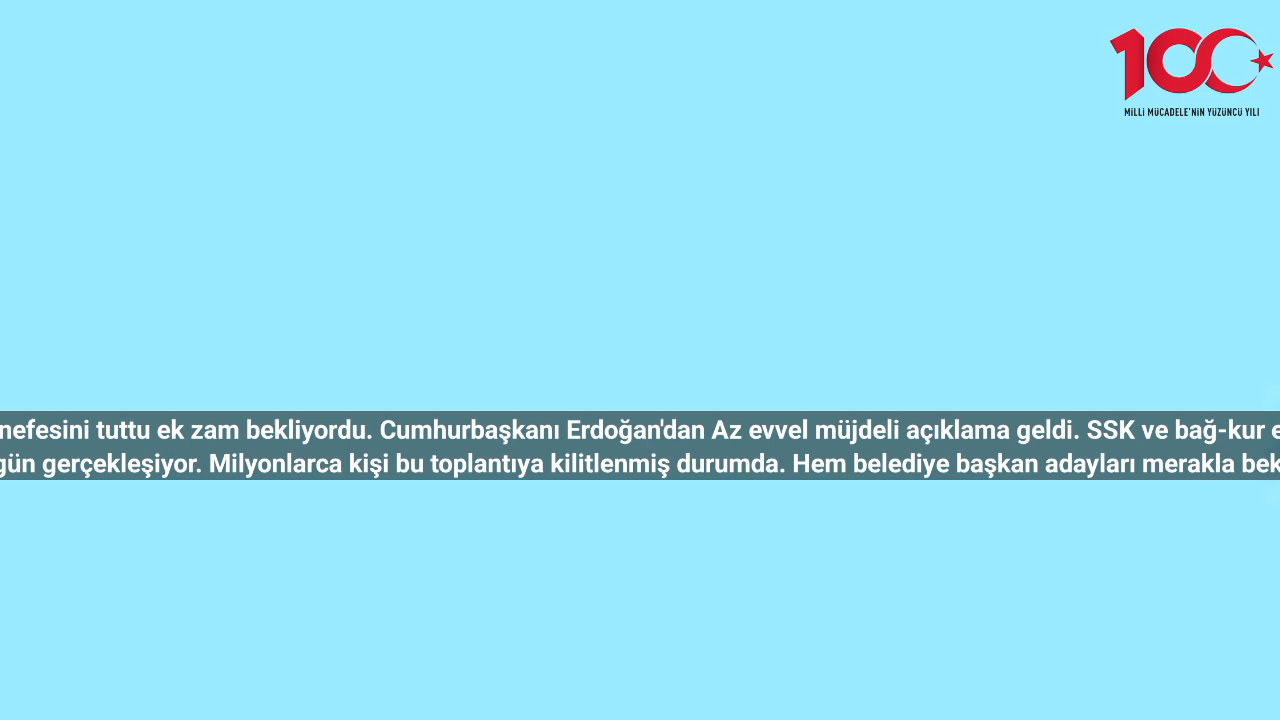 100
MİLLİ MÜCADELE'NİN YÜZÜNCÜ YILI
nefesini tuttu ek zam bekliyordu. Cumhurbaşkanı Erdoğan'dan Az evvel müjdeli açıklama geldi. SSK ve bağ-kur
gün gerçekleşiyor. Milyonlarca kişi bu toplantıya kilitlenmiş durumda. Hem belediye başkan adayları merakla